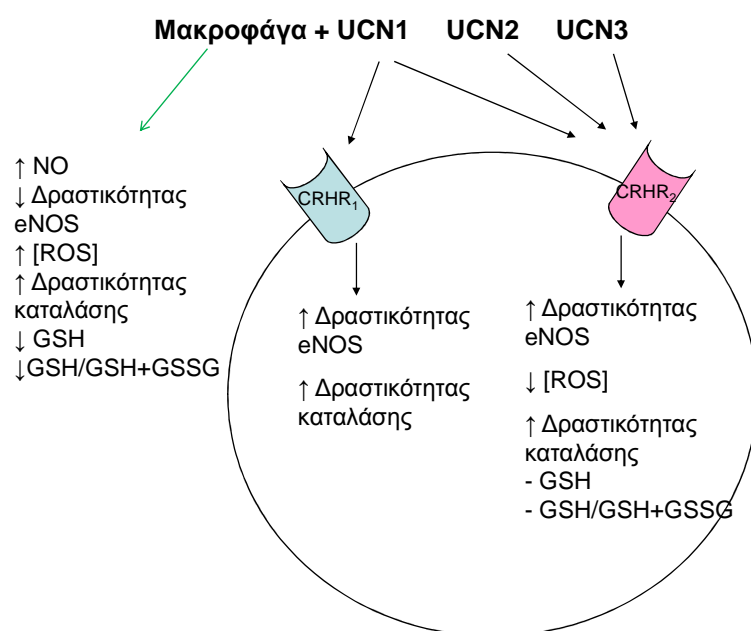 Μακροφάγα + UCN1 UCN2 UCN3
↑ NO
↓ Δραστικότητας
eNOS
↑ [ROS]
↑ Δραστικότητας
καταλάσης
↓ GSH
↓GSH/GSH+GSSG
CRHR1
↑ Δραστικότητας
eNOS
↑ Δραστικότητας
καταλάσης
CRHR2
↑ Δραστικότητας
eNOS
↓ [ROS]
↑ Δραστικότητας
καταλάσης
- GSH
- GSH/GSH+GSSG